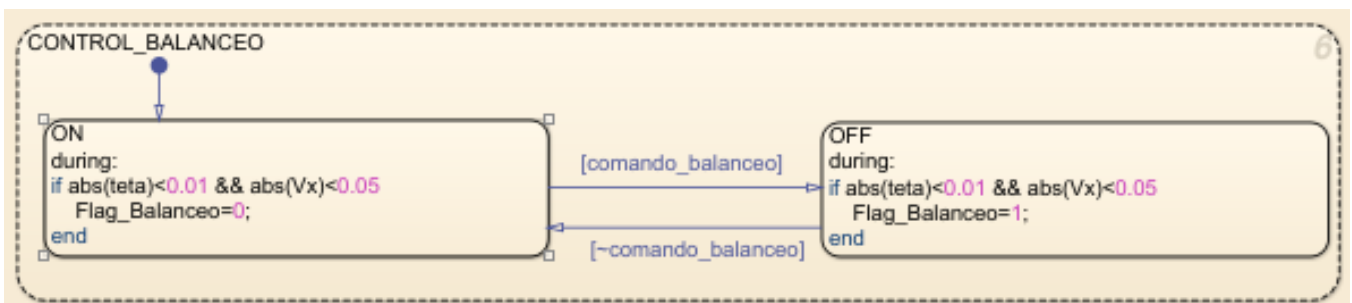 CONTROL_BALANCEO
6
ON
during:
if abs(teta)<0.01 && abs(Vx)<0.05
Flag_Balanceo=0;
end
[comando_balanceo]
[~comando_balanceo]
OFF
during:
if abs(teta)<0.01 && abs(Vx)<0.05
Flag_Balanceo=1;
end